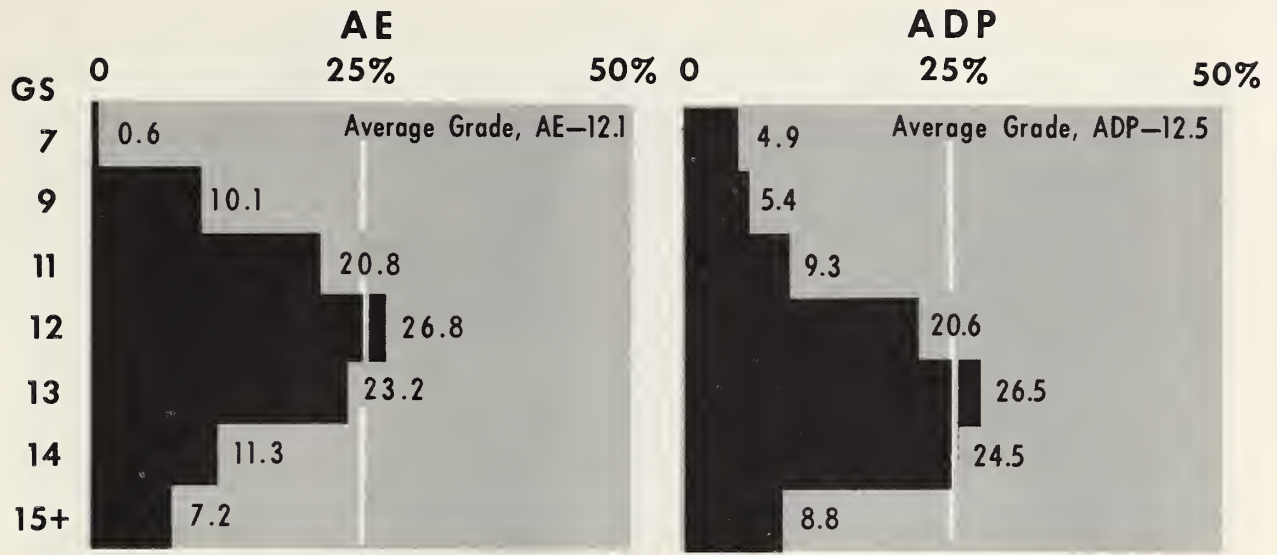 AE ADP
GS 0 25% 50% 0 25% 50%
Average Grade, AE—12.1 Average Grade, ADP—12.5
7 0.6 4.9
9 10.1 5.4
11 20.8 9.3
12 26.8 20.6
13 23.2 26.5
14 11.3 24.5
15+ 7.2 8.8